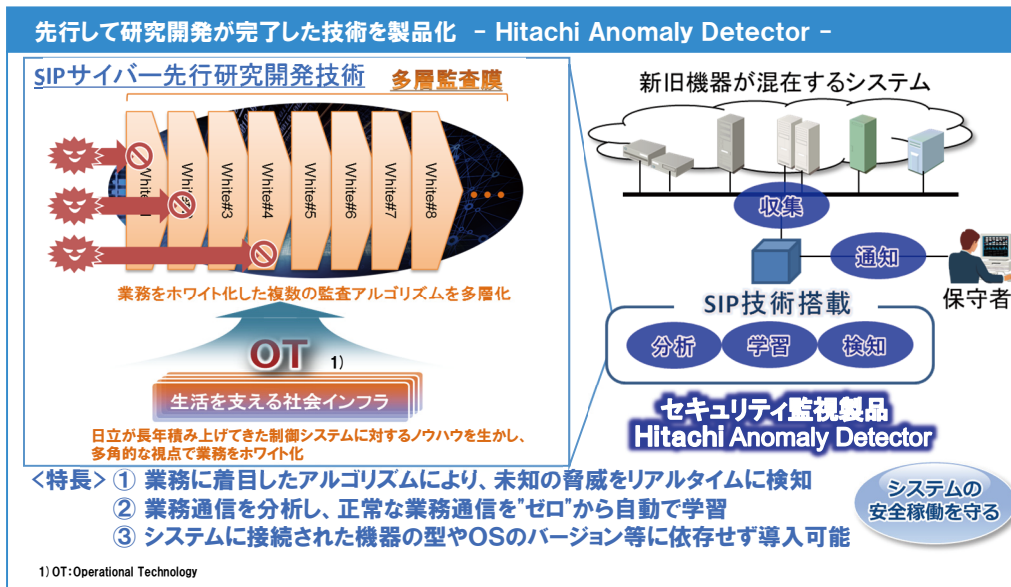 先行して研究開発が完了した技術を製品化 - Hitachi Anomaly Detector -
SIPサイバー先行研究開発技術
多層監査膜
White#3
White#4
White#5
White#6
White#7
White#8
業務をホワイト化した複数の監査アルゴリズムを多層化
OT 1)
生活を支える社会インフラ
日立が長年積み上げてきた制御システムに対するノウハウを生かし、
多角的な視点で業務をホワイト化
新旧機器が混在するシステム
収集
通知
保守者
SIP技術搭載
分析
学習
検知
セキュリティ監視製品
Hitachi Anomaly Detector
<特長> ① 業務に着目したアルゴリズムにより、未知の脅威をリアルタイムに検知
② 業務通信を分析し、正常な業務通信を"ゼロ"から自動で学習
③ システムに接続された機器の型やOSのバージョン等に依存せず導入可能
システムの
安全稼働を守る
1) OT:Operational Technology